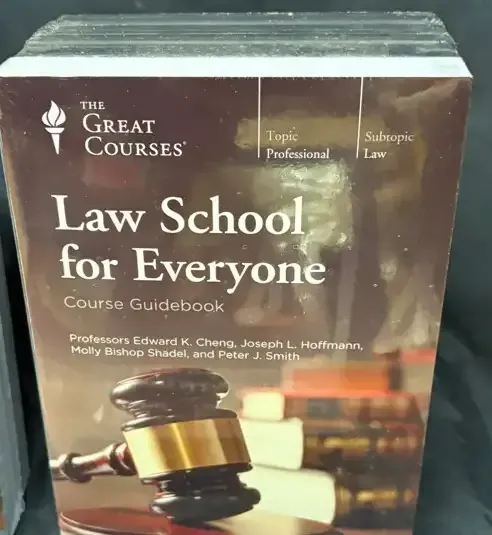 THE
GREAT
COURSES®
Topic
Professional
Subtopic
Law
Law School
for Everyone
Course Guidebook
Professors Edward K. Cheng, Joseph L. Hoffmann,
Molly Bishop Shadel, and Peter J. Smith